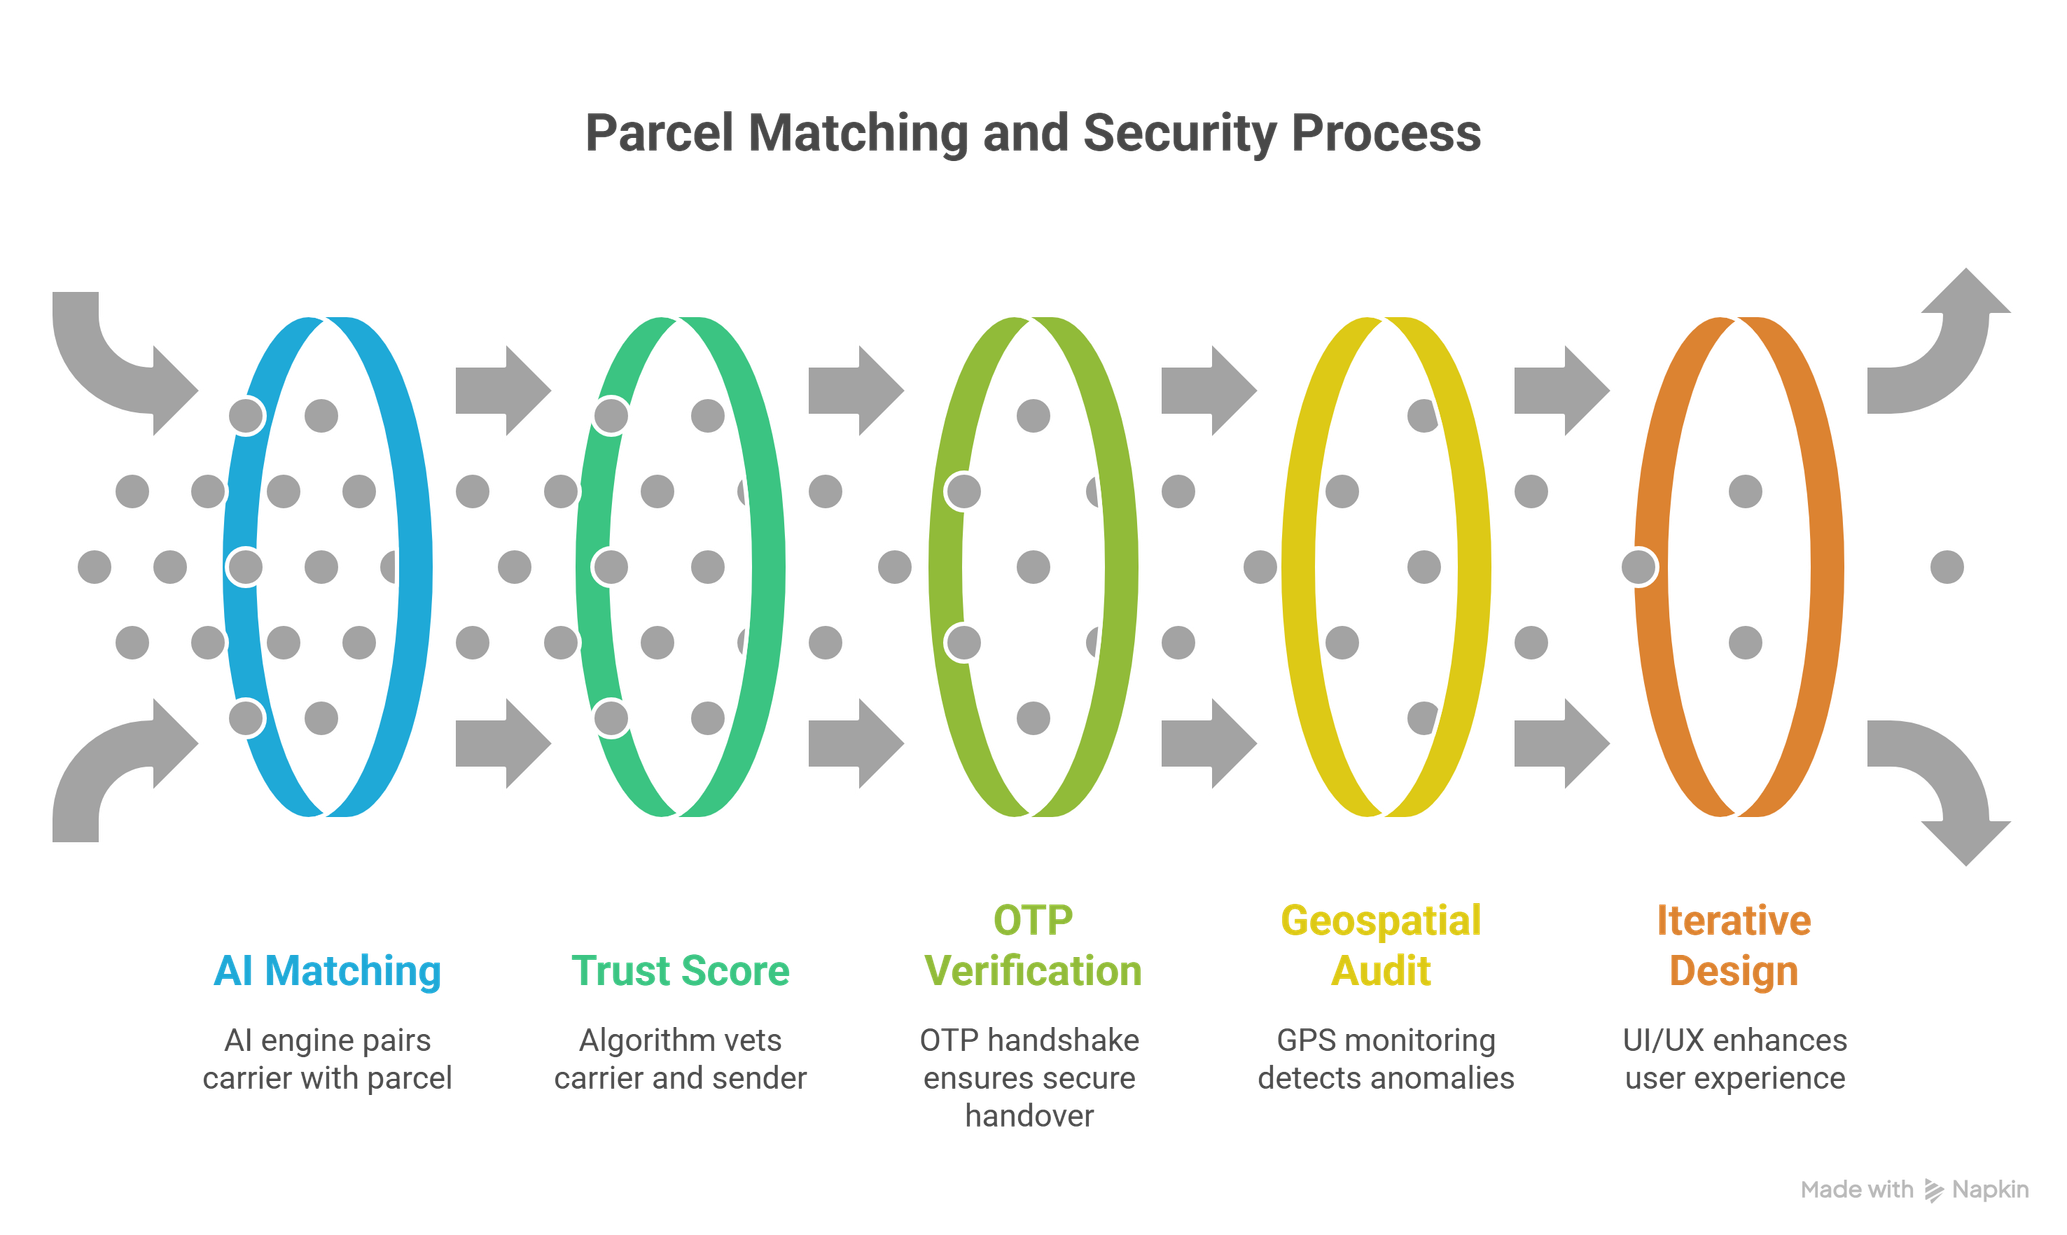 Parcel Matching and Security Process
AI Matching
AI engine pairs
carrier with parcel
Trust Score
Algorithm vets
carrier and sender
OTP
Verification
OTP handshake
ensures secure
handover
Geospatial
Audit
GPS monitoring
detects anomalies
Iterative
Design
UI/UX enhances
user experience
Made with Napkin